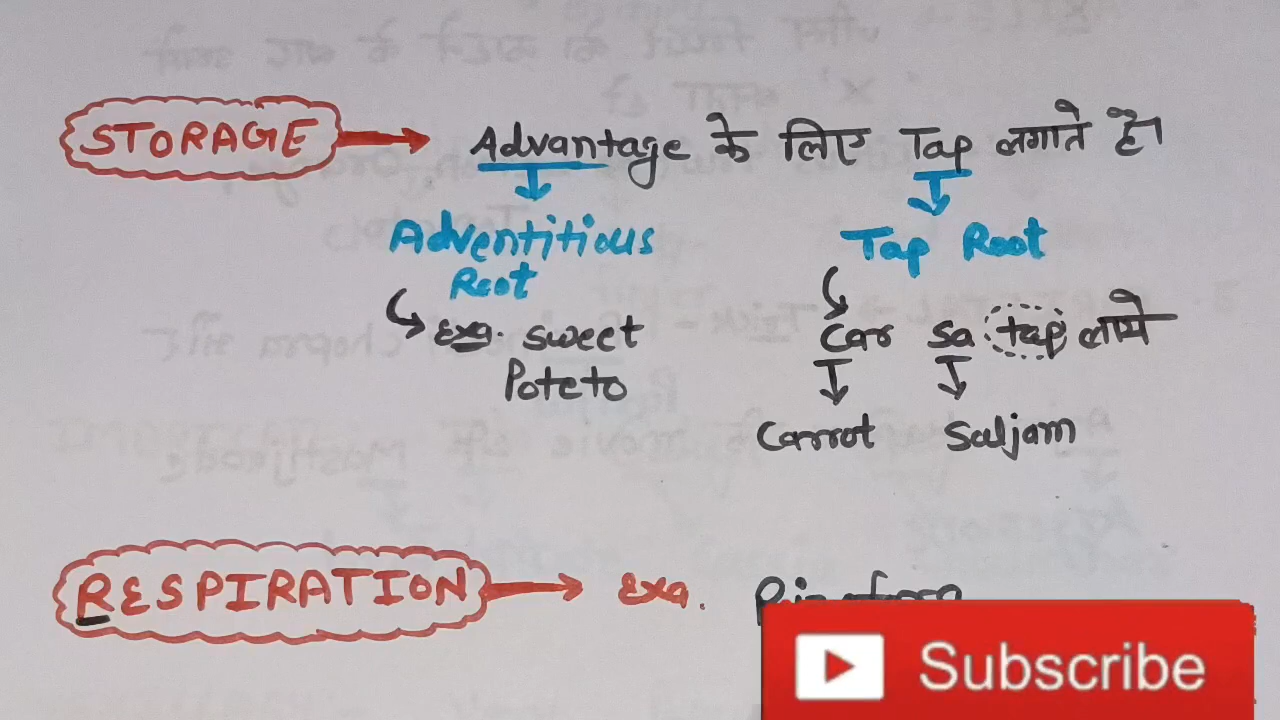 STORAGE → Advantage के लिए Tap लगाते है।
Adventitious Tap Root
Root
exa. sweet Car Sa tap लाये
Poteto
Carrot Saljam
RESPIRATION → Exa.
Subscribe